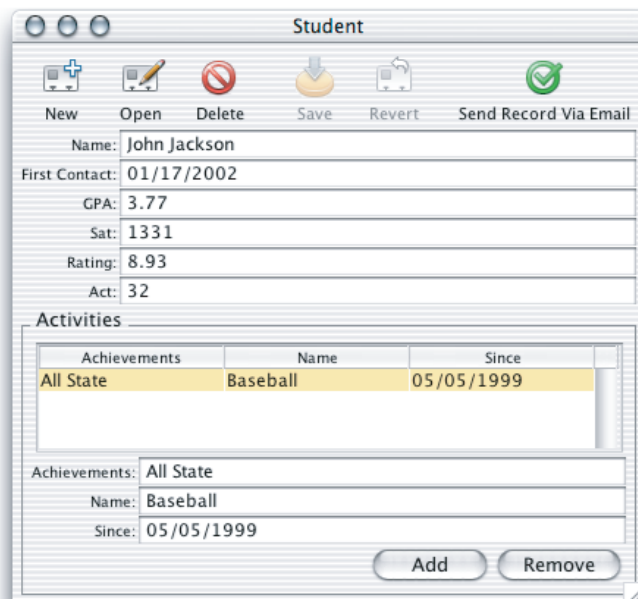 Student
New Open Delete Save Revert Send Record Via Email
Name: John Jackson
First Contact: 01/17/2002
GPA: 3.77
Sat: 1331
Rating: 8.93
Act: 32
Activities
Achievements Name Since
All State Baseball 05/05/1999
Achievements: All State
Name: Baseball
Since: 05/05/1999
Add Remove